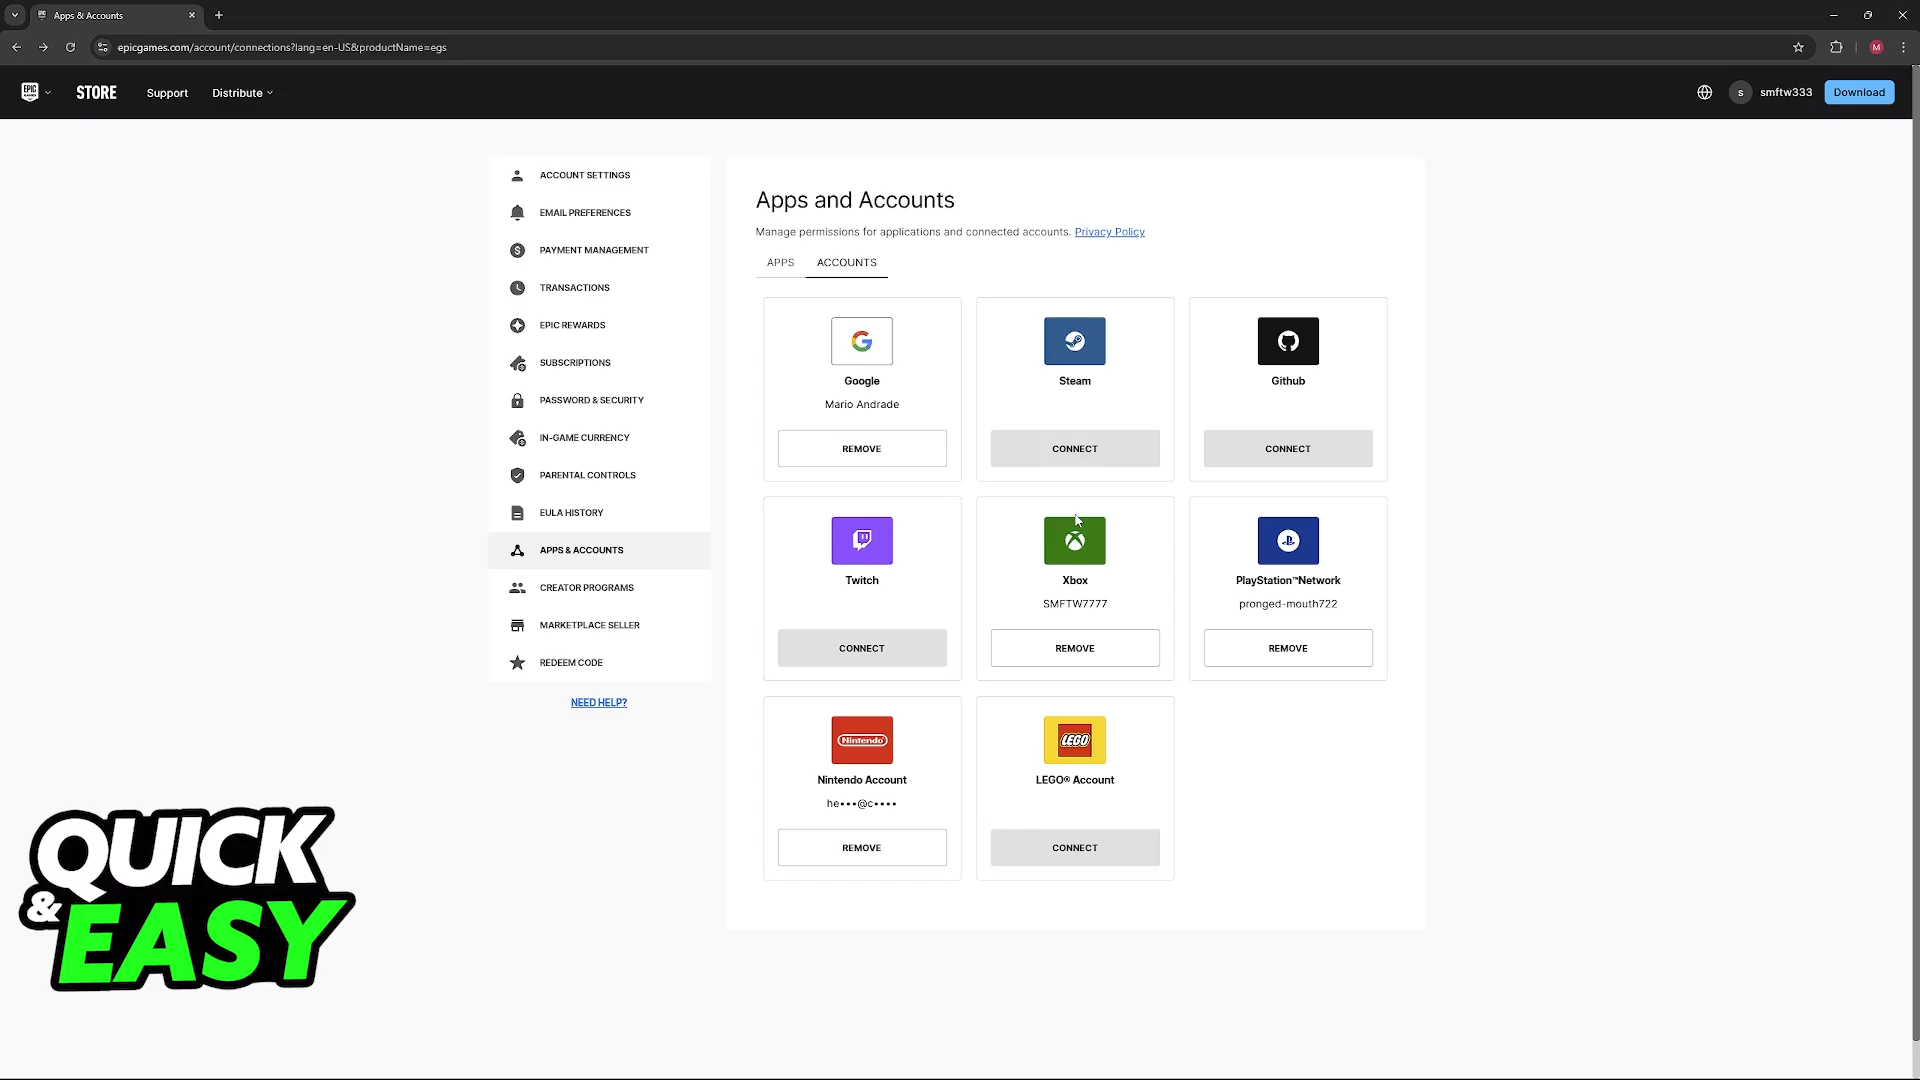 Apps & Accounts
epicgames.com/account/connections?lang=en-US&productName=egs
M
EPIC GAMES
STORE
Support
Distribute
s
smftw333
Download
ACCOUNT SETTINGS
EMAIL PREFERENCES
PAYMENT MANAGEMENT
TRANSACTIONS
EPIC REWARDS
SUBSCRIPTIONS
PASSWORD & SECURITY
IN-GAME CURRENCY
PARENTAL CONTROLS
EULA HISTORY
APPS & ACCOUNTS
CREATOR PROGRAMS
MARKETPLACE SELLER
REDEEM CODE
NEED HELP?
Apps and Accounts
Manage permissions for applications and connected accounts. Privacy Policy
APPS
ACCOUNTS
Google
Mario Andrade
REMOVE
Steam
CONNECT
Github
CONNECT
Twitch
CONNECT
Xbox
SMFTW7777
REMOVE
PlayStation™Network
pronged-mouth722
REMOVE
Nintendo
Nintendo Account
he•••@c••••
REMOVE
LEGO
LEGO® Account
CONNECT
QUICK
& EASY